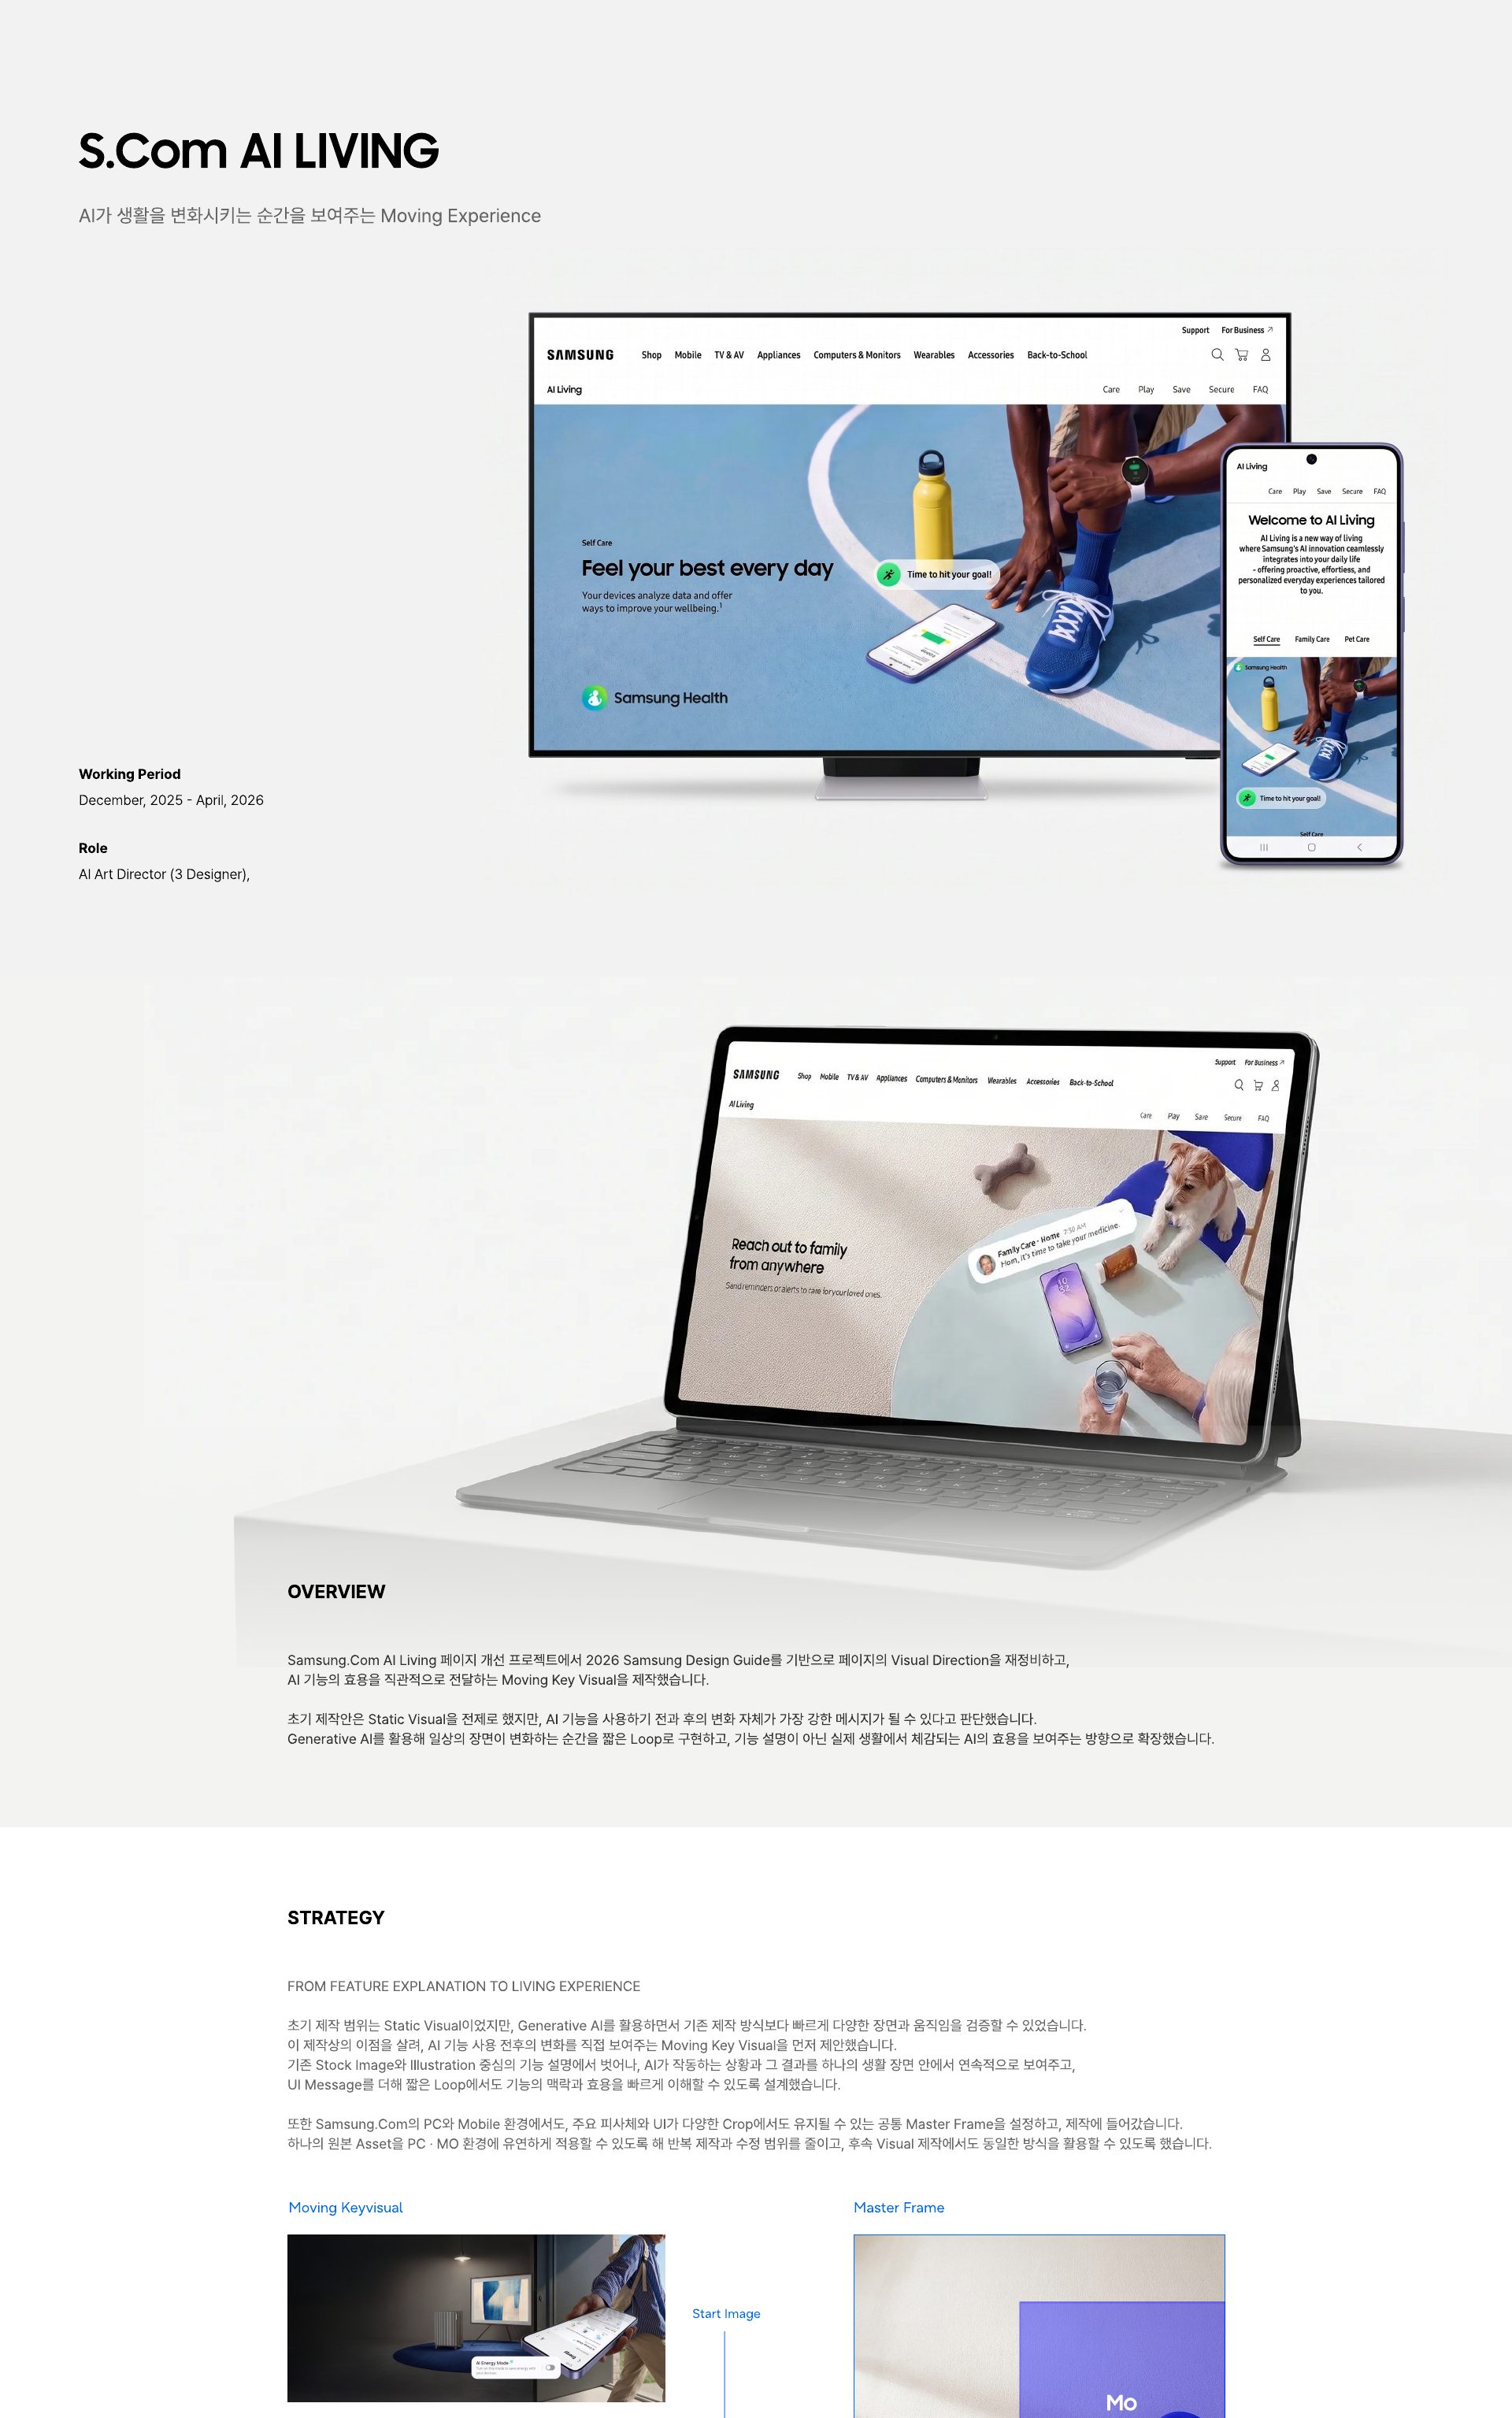 S.Com AI LIVING
AI가 생활을 변화시키는 순간을 보여주는 Moving Experience
Support For Business
SAMSUNG Shop Mobile TV & AV Appliances Computers & Monitors Wearables Accessories Back-to-School
AI Living Care Play Save Secure FAQ
Self Care
Feel your best every day
Your devices analyze data and offer
ways to improve your wellbeing.¹
Time to hit your goal!
Samsung Health
AI Living
Care Play Save Secure FAQ
Welcome to AI Living
AI Living is a new way of living
where Samsung's AI innovation ceamlessly
integrates into your daily life
- offering proactive, effortless, and
personalized everyday experiences tailored
to you.
Self Care Family Care Pet Care
Samsung Health
Time to hit your goal!
Self Care
Working Period
December, 2025 - April, 2026
Role
AI Art Director (3 Designer),
Support For Business
SAMSUNG Shop Mobile TV & AV Appliances Computers & Monitors Wearables Accessories Back-to-School
AI Living Care Pay Sare Secure FAQ
Reach out to family
from anywhere
Family Care - Home 7:50 AM
Mom, it's time to take your medicine.
OVERVIEW
Samsung.Com AI Living 페이지 개선 프로젝트에서 2026 Samsung Design Guide를 기반으로 페이지의 Visual Direction을 재정비하고,
AI 기능의 효용을 직관적으로 전달하는 Moving Key Visual을 제작했습니다.
초기 제작안은 Static Visual을 전제로 했지만, AI 기능을 사용하기 전과 후의 변화 자체가 가장 강한 메시지가 될 수 있다고 판단했습니다.
Generative AI를 활용해 일상의 장면이 변화하는 순간을 짧은 Loop로 구현하고, 기능 설명이 아닌 실제 생활에서 체감되는 AI의 효용을 보여주는 방향으로 확장했습니다.
STRATEGY
FROM FEATURE EXPLANATION TO LIVING EXPERIENCE
초기 제작 범위는 Static Visual이었지만, Generative AI를 활용하면서 기존 제작 방식보다 빠르게 다양한 장면과 움직임을 검증할 수 있었습니다.
이 제작상의 이점을 살려, AI 기능 사용 전후의 변화를 직접 보여주는 Moving Key Visual을 먼저 제안했습니다.
기존 Stock Image와 Illustration 중심의 기능 설명에서 벗어나, AI가 작동하는 상황과 그 결과를 하나의 생활 장면 안에서 연속적으로 보여주고,
UI Message를 더해 짧은 Loop에서도 기능의 맥락과 효용을 빠르게 이해할 수 있도록 설계했습니다.
또한 Samsung.Com의 PC와 Mobile 환경에서도, 주요 피사체와 UI가 다양한 Crop에서도 유지될 수 있는 공통 Master Frame을 설정하고, 제작에 들어갔습니다.
하나의 원본 Asset을 PC · MO 환경에 유연하게 적용할 수 있도록 해 반복 제작과 수정 범위를 줄이고, 후속 Visual 제작에서도 동일한 방식을 활용할 수 있도록 했습니다.
Moving Keyvisual
Master Frame
Start Image
AI Energy Mode
Mo